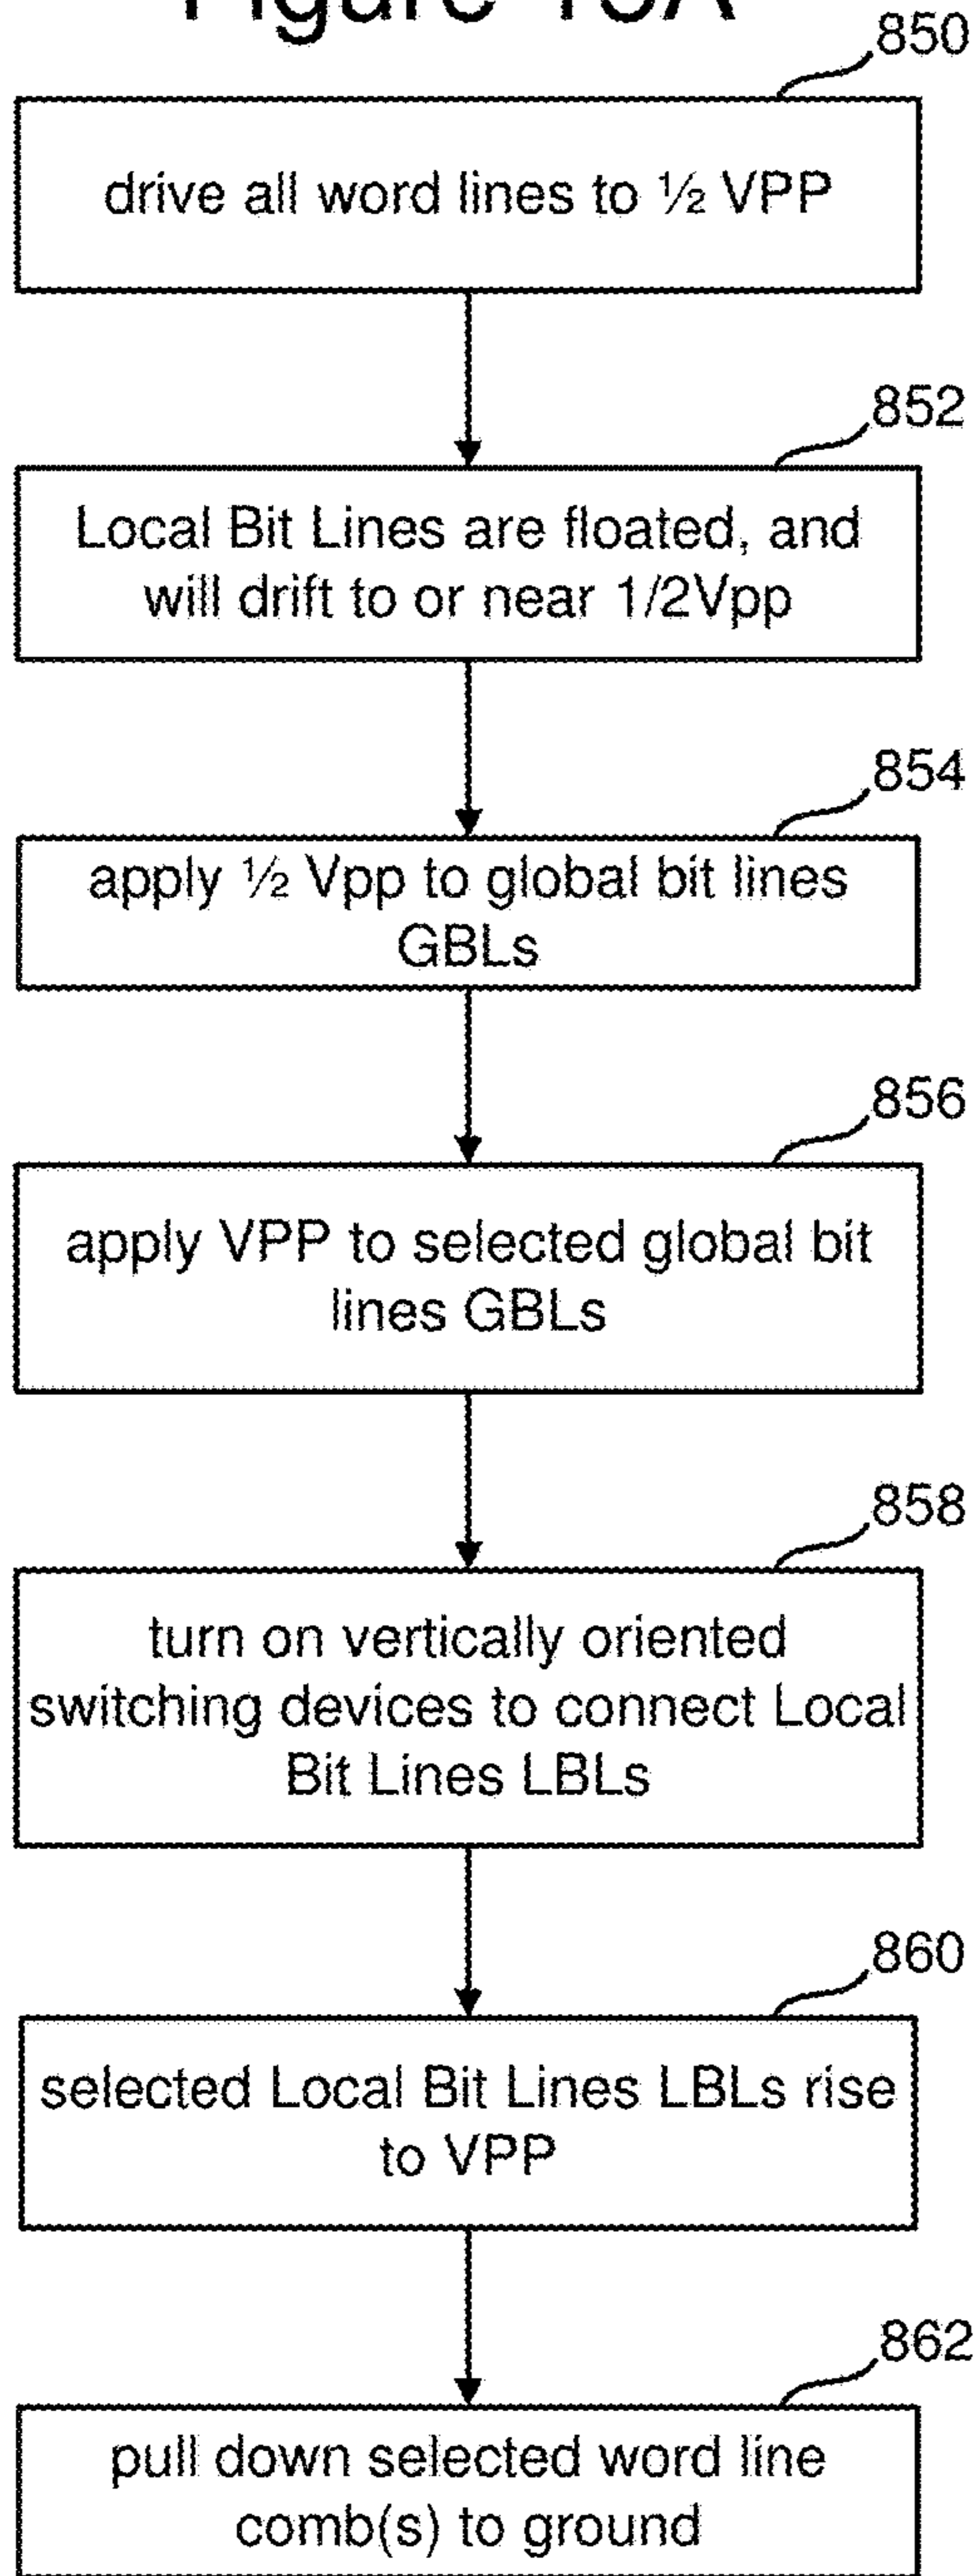 850
drive all word lines to ½ VPP
852
Local Bit Lines are floated, and
will drift to or near 1/2Vpp
854
apply ½ Vpp to global bit lines
GBLs
856
apply VPP to selected global bit
lines GBLs
858
turn on vertically oriented
switching devices to connect Local
Bit Lines LBLs
860
selected Local Bit Lines LBLs rise
to VPP
862
pull down selected word line
comb(s) to ground